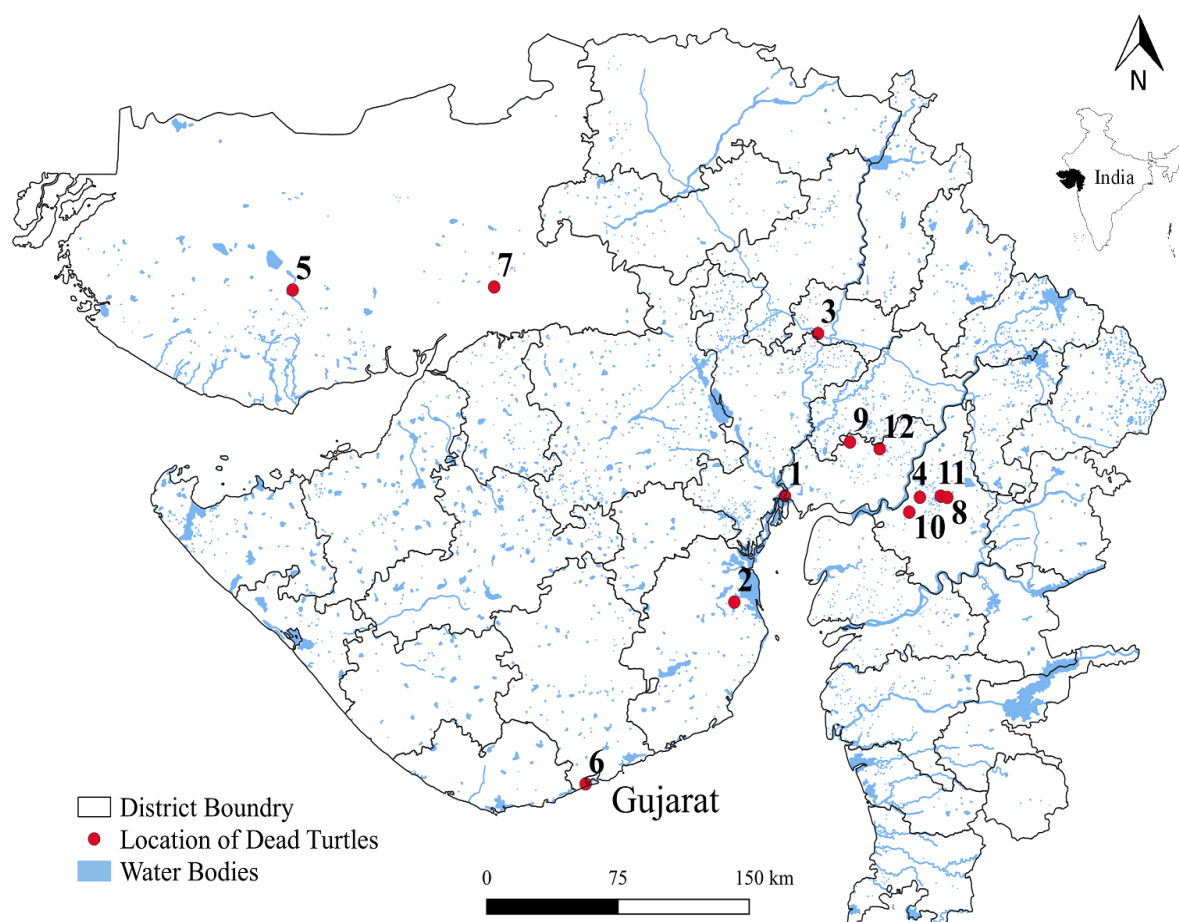 N
India
5
7
3
9
12
1
4
11
10
8
2
6
Gujarat
District Boundry
Location of Dead Turtles
Water Bodies
0
75
150 km